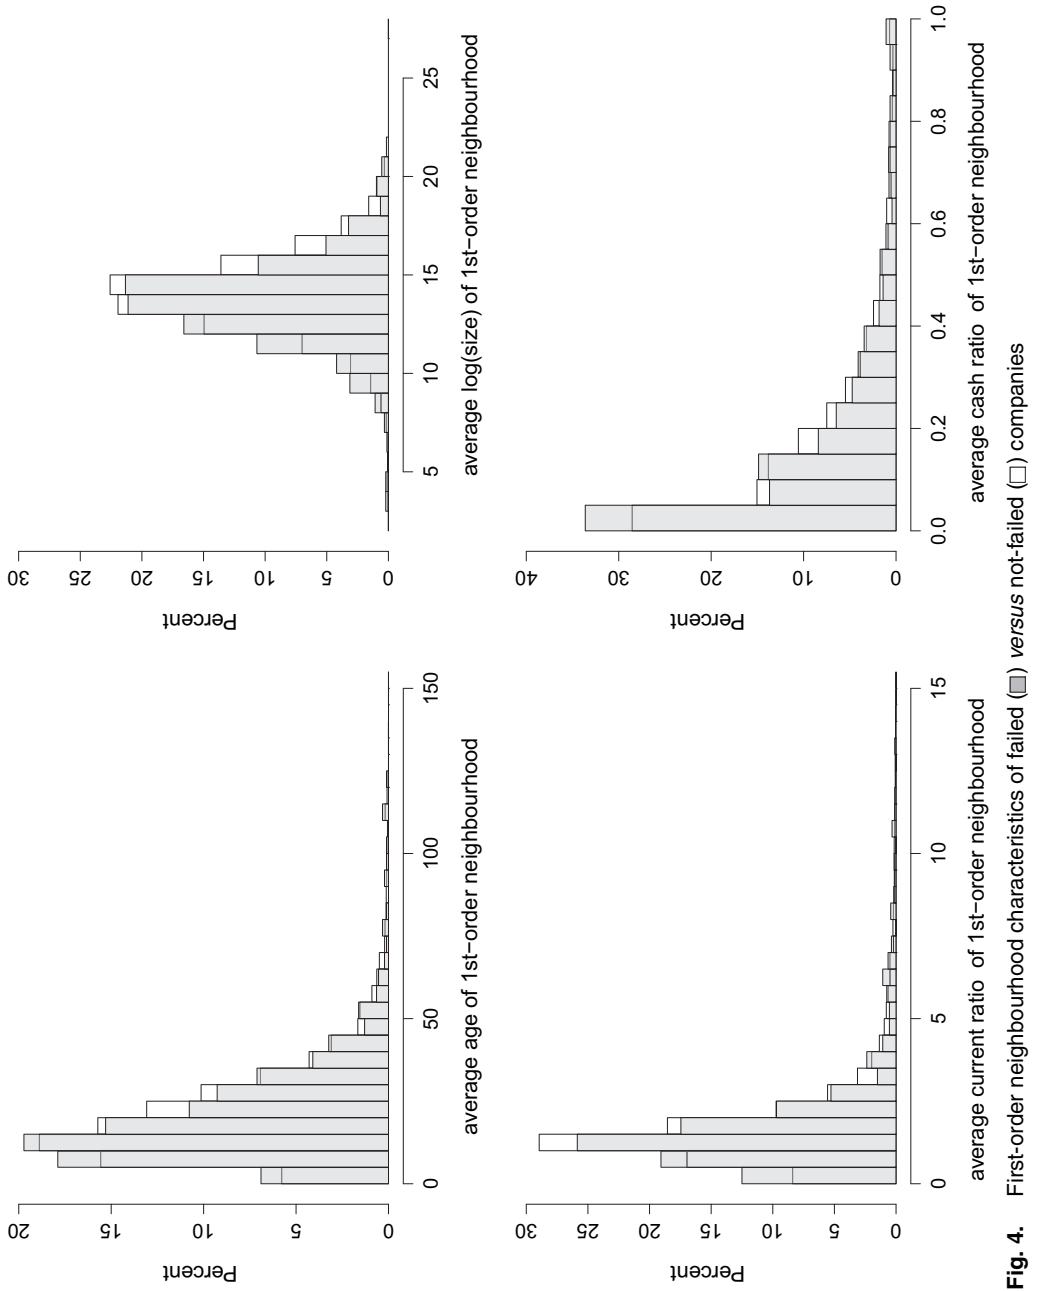 Percent
0 5 10 15 20
0 50 100 150
average age of 1st−order neighbourhood
Percent
0 5 10 15 20 25 30
5 10 15 20 25
average log(size) of 1st−order neighbourhood
Percent
0 5 10 15 20 25 30
0 5 10 15
average current ratio of 1st−order neighbourhood
Percent
0 10 20 30 40
0.0 0.2 0.4 0.6 0.8 1.0
average cash ratio of 1st−order neighbourhood
Fig. 4. First-order neighbourhood characteristics of failed ( ) versus not-failed ( ) companies